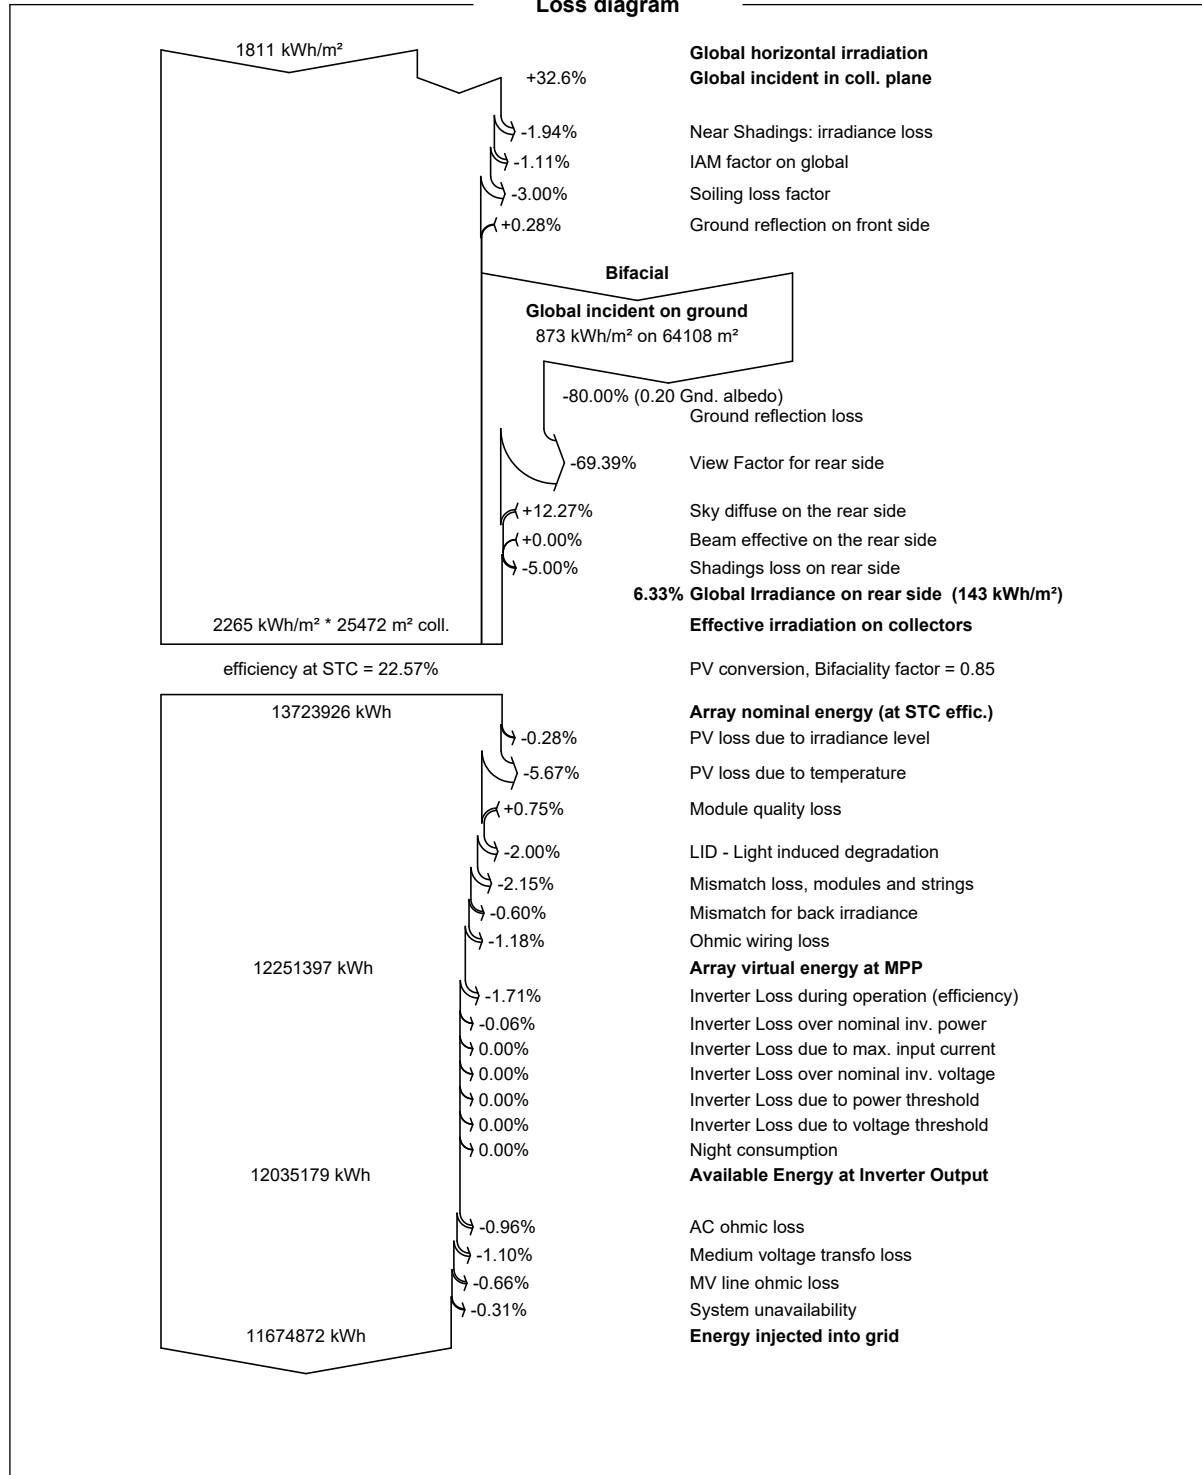 Loss diagram
1811 kWh/m²
Global horizontal irradiation
+32.6% Global incident in coll. plane
-1.94% Near Shadings: irradiance loss
-1.11% IAM factor on global
-3.00% Soiling loss factor
+0.28% Ground reflection on front side
Bifacial
Global incident on ground
873 kWh/m² on 64108 m²
-80.00% (0.20 Gnd. albedo)
Ground reflection loss
-69.39% View Factor for rear side
+12.27% Sky diffuse on the rear side
+0.00% Beam effective on the rear side
-5.00% Shadings loss on rear side
6.33% Global Irradiance on rear side (143 kWh/m²)
2265 kWh/m² * 25472 m² coll. Effective irradiation on collectors
efficiency at STC = 22.57% PV conversion, Bifaciality factor = 0.85
13723926 kWh Array nominal energy (at STC effic.)
-0.28% PV loss due to irradiance level
-5.67% PV loss due to temperature
+0.75% Module quality loss
-2.00% LID - Light induced degradation
-2.15% Mismatch loss, modules and strings
-0.60% Mismatch for back irradiance
-1.18% Ohmic wiring loss
12251397 kWh Array virtual energy at MPP
-1.71% Inverter Loss during operation (efficiency)
-0.06% Inverter Loss over nominal inv. power
0.00% Inverter Loss due to max. input current
0.00% Inverter Loss over nominal inv. voltage
0.00% Inverter Loss due to power threshold
0.00% Inverter Loss due to voltage threshold
0.00% Night consumption
12035179 kWh Available Energy at Inverter Output
-0.96% AC ohmic loss
-1.10% Medium voltage transfo loss
-0.66% MV line ohmic loss
-0.31% System unavailability
11674872 kWh Energy injected into grid